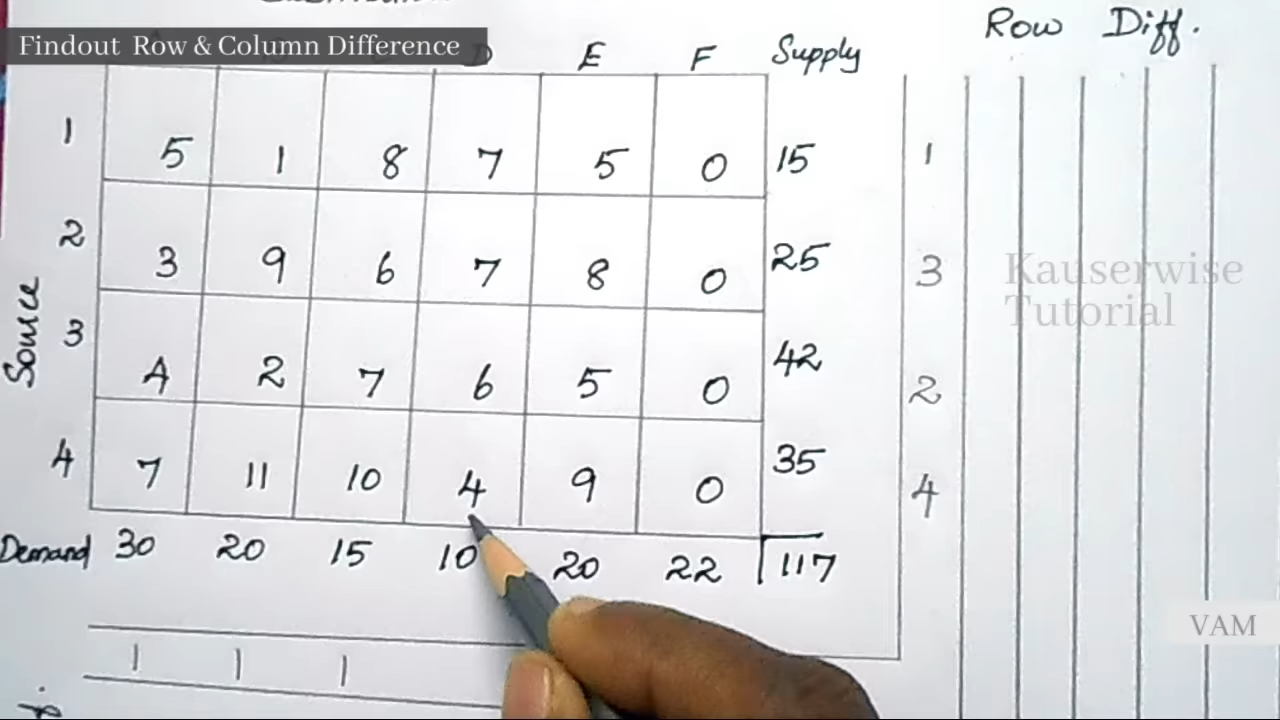 Row Diff.
Findout Row & Column Difference
D E F Supply
1 5 1 8 7 5 0 15 1
2 3 9 6 7 8 0 25 3
Kauserwise
Tutorial
Source
3 4 2 7 6 5 0 42 2
4 7 11 10 4 9 0 35 4
Demand 30 20 15 10 20 22 117
VAM
1 1 1